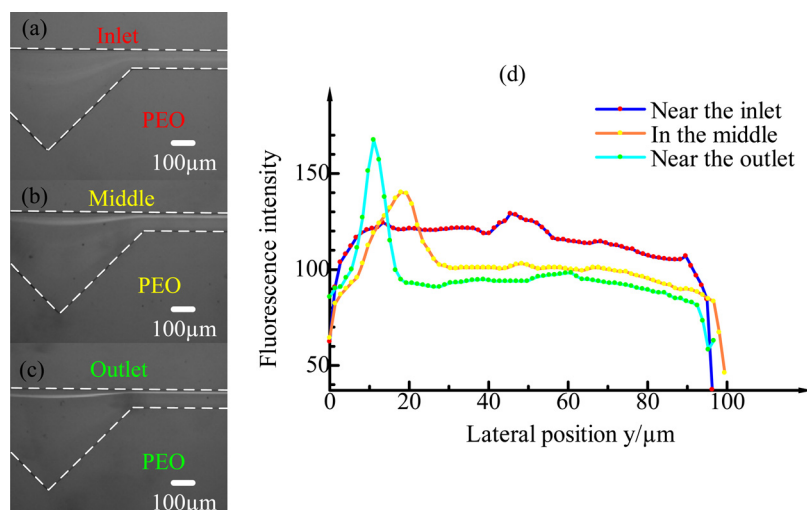 (a)
Inlet
PEO
100µm
(b)
Middle
PEO
100µm
(c)
Outlet
PEO
100µm
(d)
Near the inlet
In the middle
Near the outlet
Fluorescence intensity
150
100
50
0 20 40 60 80 100
Lateral position y/µm